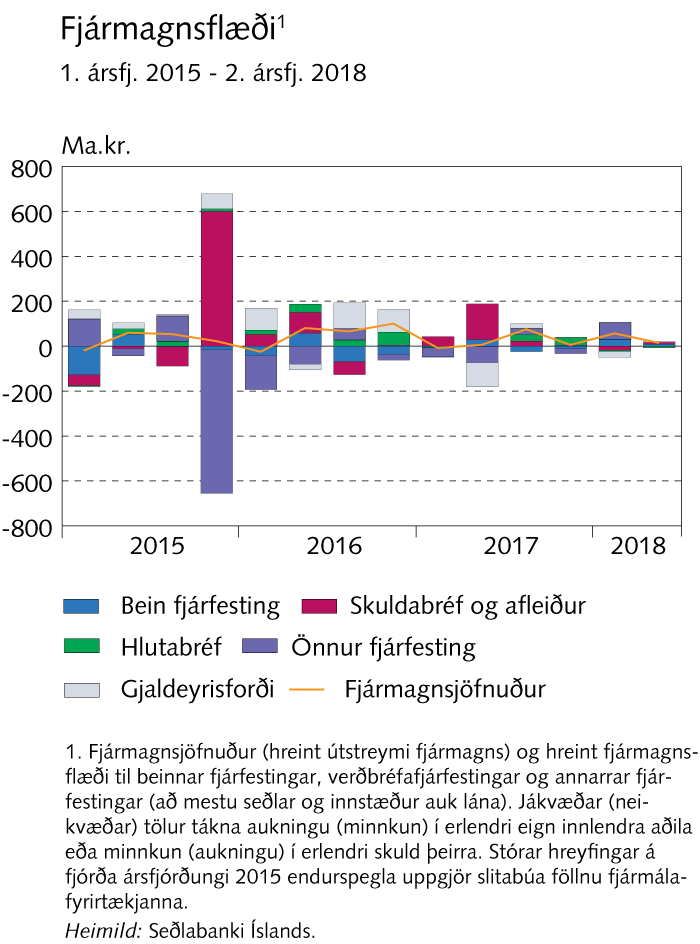 Fjármagnsflæði¹
1. ársfj. 2015 - 2. ársfj. 2018
Ma.kr.
800
600
400
200
0
-200
-400
-600
-800
2015 2016 2017 2018
Bein fjárfesting Skuldabréf og afleiður
Hlutabréf Önnur fjárfesting
Gjaldeyrisforði Fjármagnsjöfnuður
1. Fjármagnsjöfnuður (hreint útstreymi fjármagns) og hreint fjármagns-
flæði til beinnar fjárfestingar, verðbréfafjárfestingar og annarrar fjár-
festingar (að mestu seðlar og innstæður auk lána). Jákvæðar (nei-
kvæðar) tölur tákna aukningu (minnkun) í erlendri eign innlendra aðila
eða minnkun (aukningu) í erlendri skuld þeirra. Stórar hreyfingar á
fjórða ársfjórðungi 2015 endurspegla uppgjör slitabúa föllnu fjármála-
fyrirtækjanna.
Heimild: Seðlabanki Íslands.